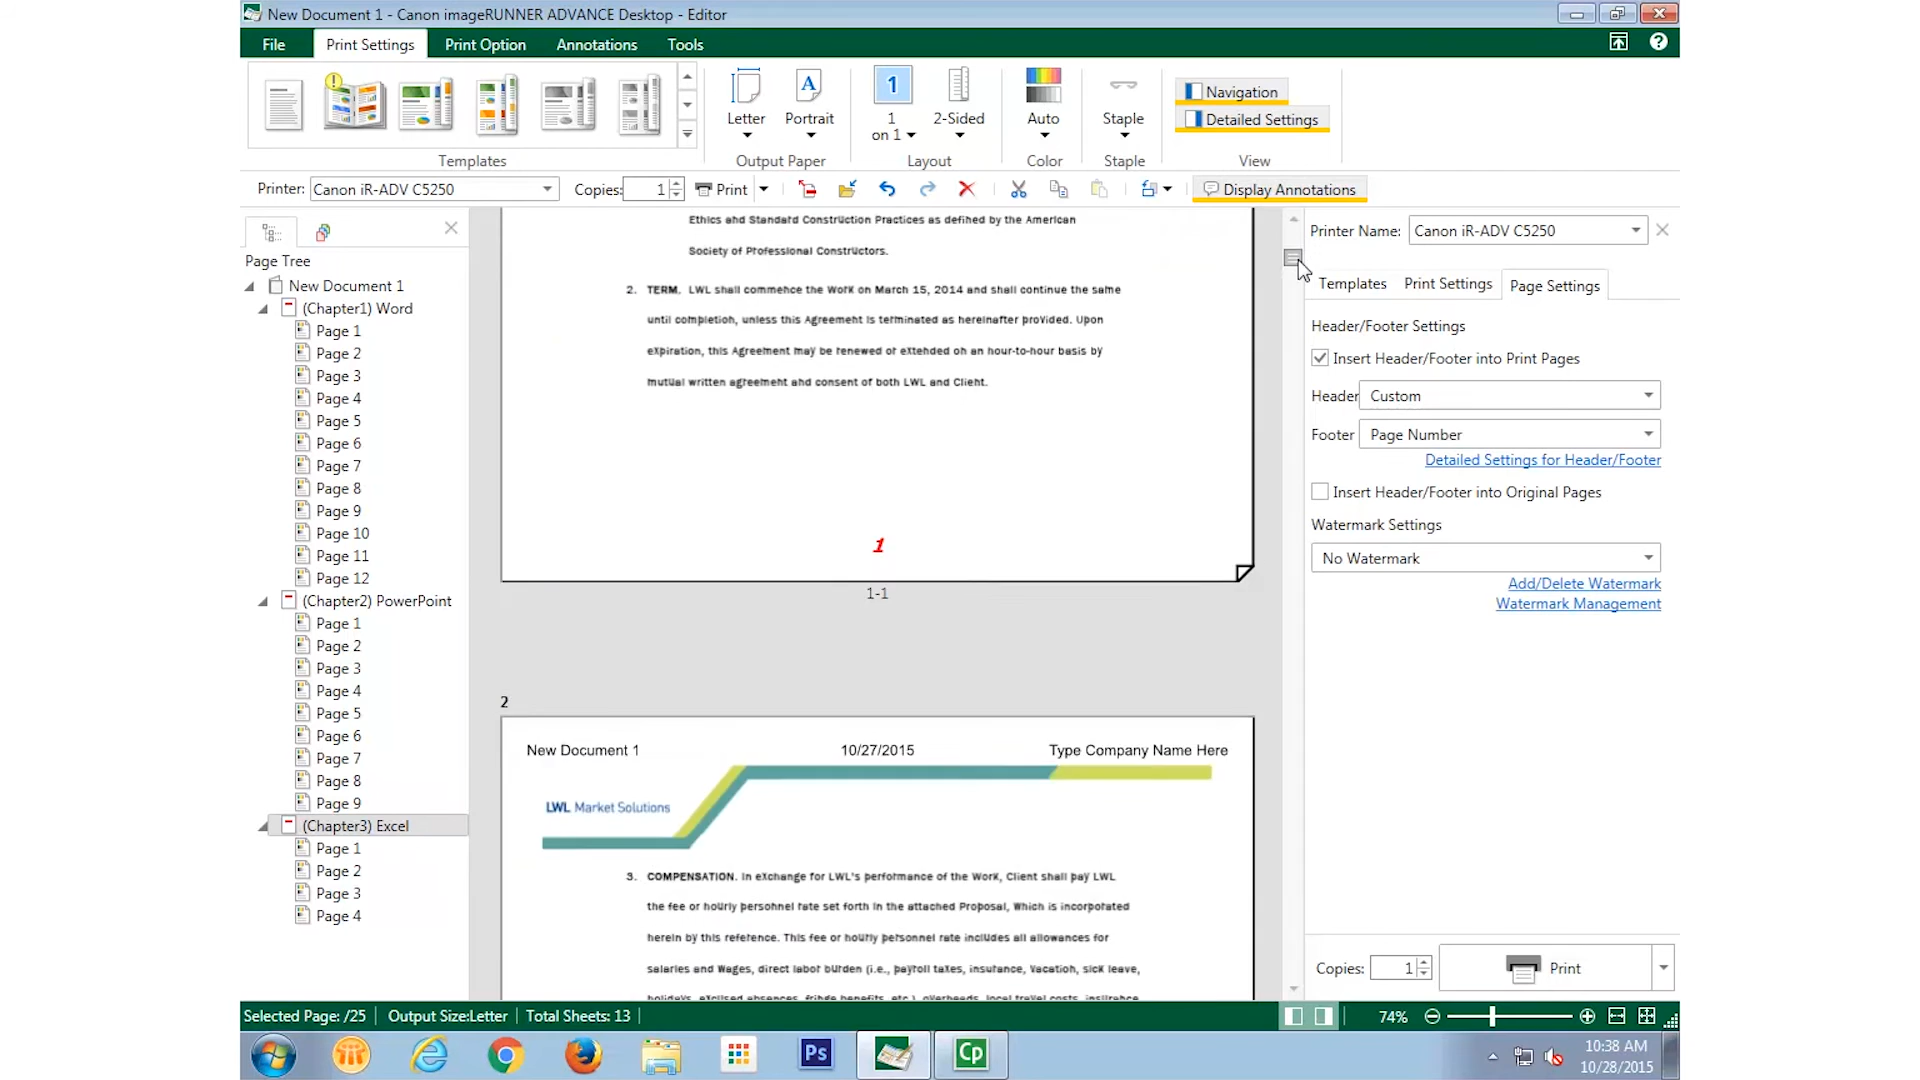 New Document 1 - Canon imageRUNNER ADVANCE Desktop - Editor
File Print Settings Print Option Annotations Tools
Letter Portrait 1 on 1 2-Sided Auto Staple
Navigation
Detailed Settings
Templates Output Paper Layout Color Staple View
Printer: Canon iR-ADV C5250 Copies: 1 Print Display Annotations
Page Tree
New Document 1
(Chapter1) Word
Page 1
Page 2
Page 3
Page 4
Page 5
Page 6
Page 7
Page 8
Page 9
Page 10
Page 11
Page 12
(Chapter2) PowerPoint
Page 1
Page 2
Page 3
Page 4
Page 5
Page 6
Page 7
Page 8
Page 9
(Chapter3) Excel
Page 1
Page 2
Page 3
Page 4
Ethics and Standard Construction Practices as defined by the American
Society of Professional Constructors.
2. TERM. LWL shall commence the Work on March 15, 2014 and shall continue the same
until completion, unless this Agreement is terminated as hereinafter provided. Upon
expiration, this Agreement may be renewed or extended on an hour-to-hour basis by
mutual written agreement and consent of both LWL and Client.
1
1-1
2
New Document 1 10/27/2015 Type Company Name Here
LWL Market Solutions
3. COMPENSATION. In exchange for LWL's performance of the Work, Client shall pay LWL
the fee or hourly personnel rate set forth in the attached Proposal, Which is incorporated
herein by this reference. This fee or hourly personnel rate includes all allowances for
salaries and Wages, direct labor burden (i.e., payroll taxes, insurance, Vacation, sick leave,
holidays, excused absences, fringe benefits, etc.), overheads, local travel costs, insurance
Printer Name: Canon iR-ADV C5250
Templates Print Settings Page Settings
Header/Footer Settings
Insert Header/Footer into Print Pages
Header Custom
Footer Page Number
Detailed Settings for Header/Footer
Insert Header/Footer into Original Pages
Watermark Settings
No Watermark
Add/Delete Watermark
Watermark Management
Copies: 1 Print
Selected Page: /25 Output Size:Letter Total Sheets: 13 74%
Ps Cp
10:38 AM
10/28/2015